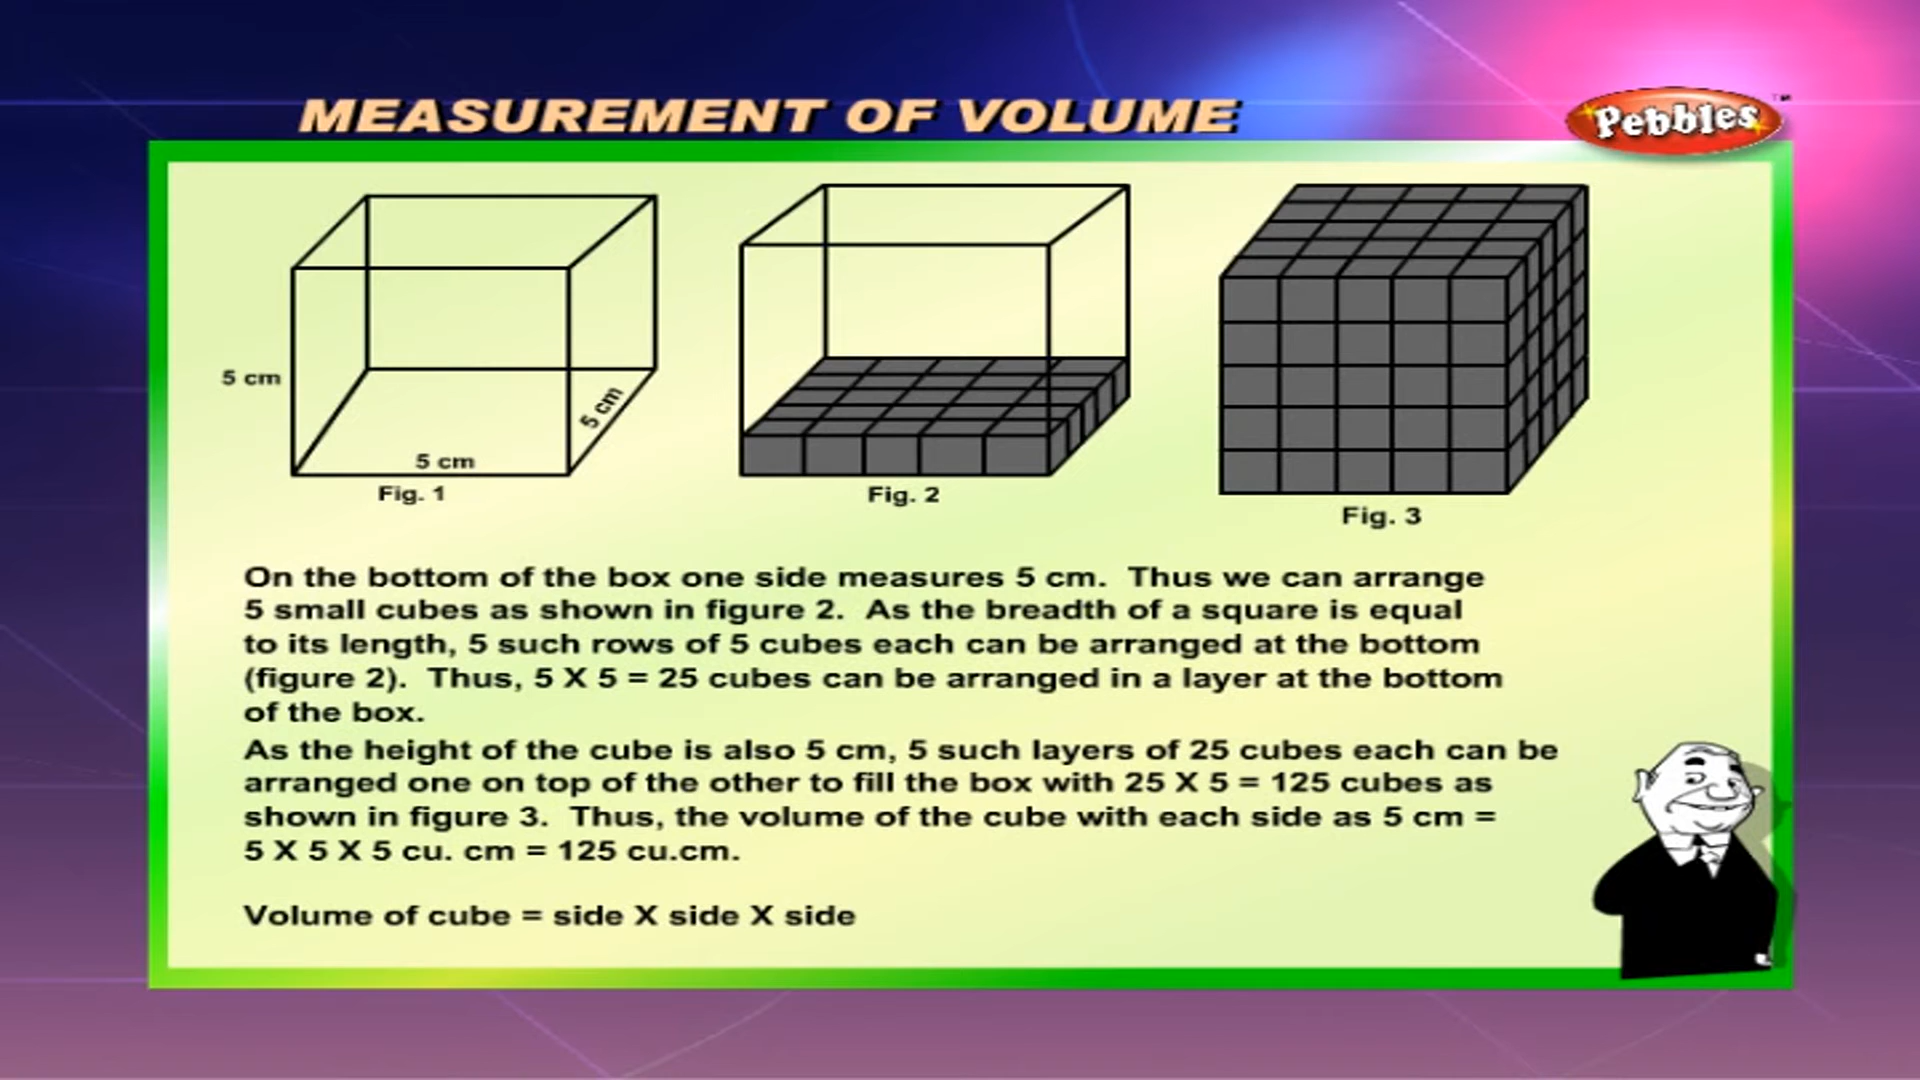 MEASUREMENT OF VOLUME
Pebbles™
5 cm
5 cm
5 cm
Fig. 1
Fig. 2
Fig. 3
On the bottom of the box one side measures 5 cm. Thus we can arrange
5 small cubes as shown in figure 2. As the breadth of a square is equal
to its length, 5 such rows of 5 cubes each can be arranged at the bottom
(figure 2). Thus, 5 X 5 = 25 cubes can be arranged in a layer at the bottom
of the box.
As the height of the cube is also 5 cm, 5 such layers of 25 cubes each can be
arranged one on top of the other to fill the box with 25 X 5 = 125 cubes as
shown in figure 3. Thus, the volume of the cube with each side as 5 cm =
5 X 5 X 5 cu. cm = 125 cu.cm.
Volume of cube = side X side X side